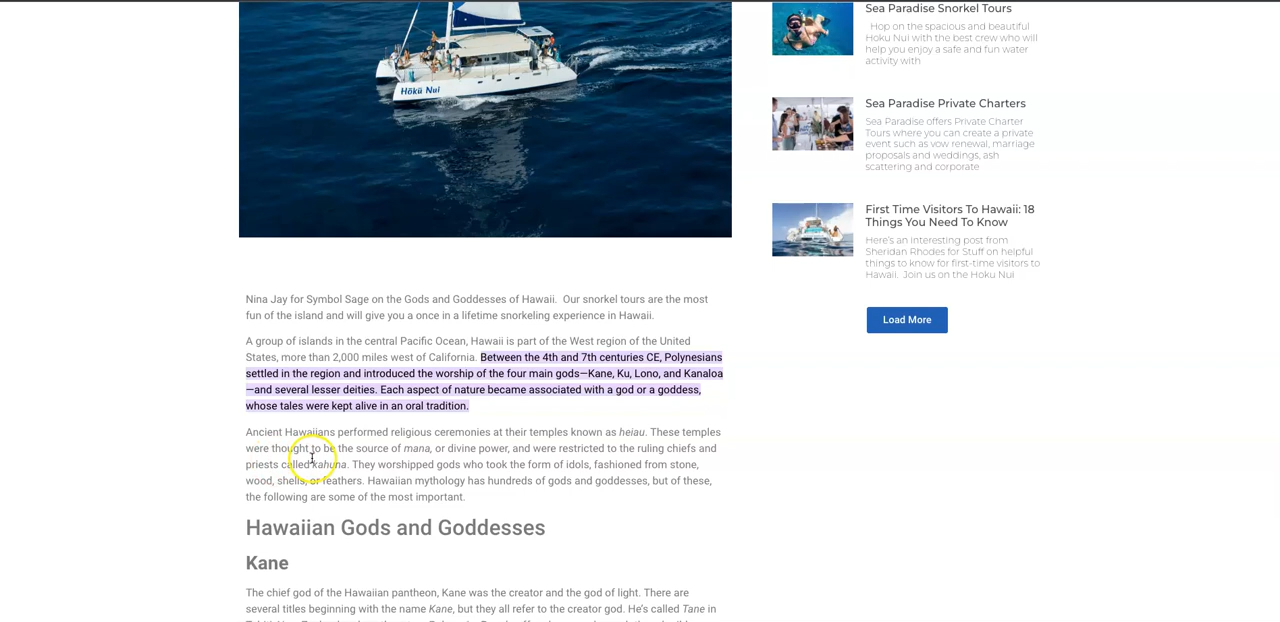 Hōkū Nui
Nina Jay for Symbol Sage on the Gods and Goddesses of Hawaii.  Our snorkel tours are the most
fun of the island and will give you a once in a lifetime snorkeling experience in Hawaii.
A group of islands in the central Pacific Ocean, Hawaii is part of the West region of the United
States, more than 2,000 miles west of California. Between the 4th and 7th centuries CE, Polynesians
settled in the region and introduced the worship of the four main gods—Kane, Ku, Lono, and Kanaloa
—and several lesser deities. Each aspect of nature became associated with a god or a goddess,
whose tales were kept alive in an oral tradition.
Ancient Hawaiians performed religious ceremonies at their temples known as heiau. These temples
were thought to be the source of mana, or divine power, and were restricted to the ruling chiefs and
priests called kahuna. They worshipped gods who took the form of idols, fashioned from stone,
wood, shells, or feathers. Hawaiian mythology has hundreds of gods and goddesses, but of these,
the following are some of the most important.
Hawaiian Gods and Goddesses
Kane
The chief god of the Hawaiian pantheon, Kane was the creator and the god of light. There are
several titles beginning with the name Kane, but they all refer to the creator god. He's called Tane in
Sea Paradise Snorkel Tours
Hop on the spacious and beautiful
Hoku Nui with the best crew who will
help you enjoy a safe and fun water
activity with
Sea Paradise Private Charters
Sea Paradise offers Private Charter
Tours where you can create a private
event such as vow renewal, marriage
proposals and weddings, ash
scattering and corporate
First Time Visitors To Hawaii: 18
Things You Need To Know
Here's an interesting post from
Sheridan Rhodes for Stuff on helpful
things to know for first-time visitors to
Hawaii.  Join us on the Hoku Nui
Load More